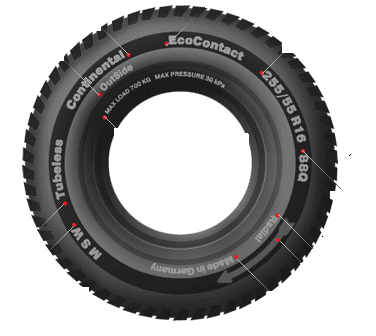 Continental
EcoContact
255/55 R16 88Q
OutSide
MAX LOAD 700 KG MAX PRESSURE 30 kPa
Tubeless
M S W
Radial
Made in Germany